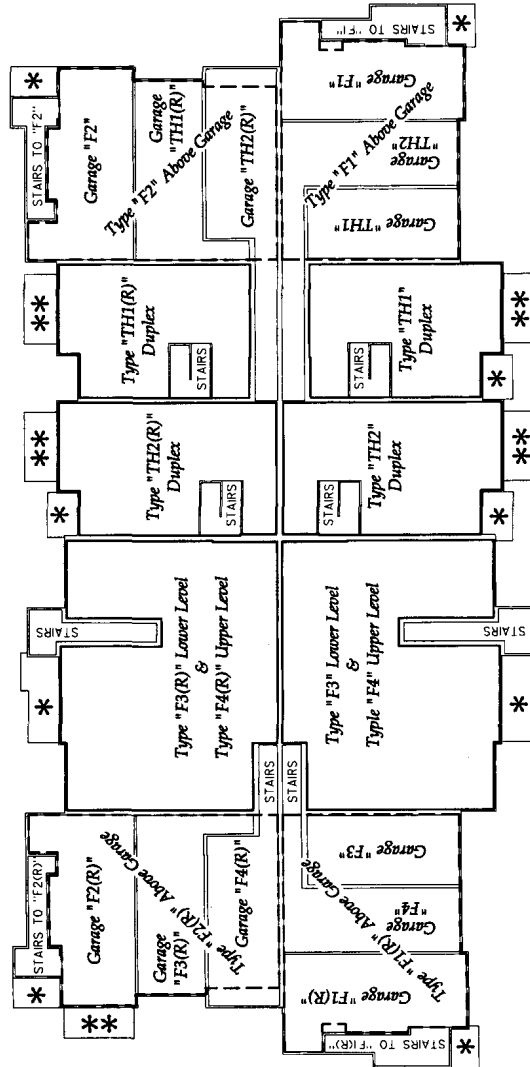 STAIRS TO "F1"
*
*
STAIRS TO "F2"
Garage "F2"
Garage
"TH1(R)"
Type "F2" Above Garage
Garage "TH2(R)"
Garage "F1"
Garage
"TH2"
Type "F1" Above Garage
Garage
"TH1"
**
Type "TH1(R)"
Duplex
STAIRS
STAIRS
Type "TH1"
Duplex
**
*
**
*
Type "TH2(R)"
Duplex
STAIRS
STAIRS
Type "TH2"
Duplex
**
*
STAIRS
*
Type "F3(R)" Lower Level
&
Type "F4(R)" Upper Level
Type "F3" Lower Level
&
Typle "F4" Upper Level
STAIRS
*
STAIRS
STAIRS
STAIRS TO "F2(R)"
*
**
Garage "F2(R)"
Garage
"F3(R)"
Type "F2(R)" Above Garage
Garage "F4(R)"
Garage "F3"
Garage
"F4"
Type "F1(R)" Above Garage
Garage "F1(R)"
STAIRS TO "F1(R)"
*